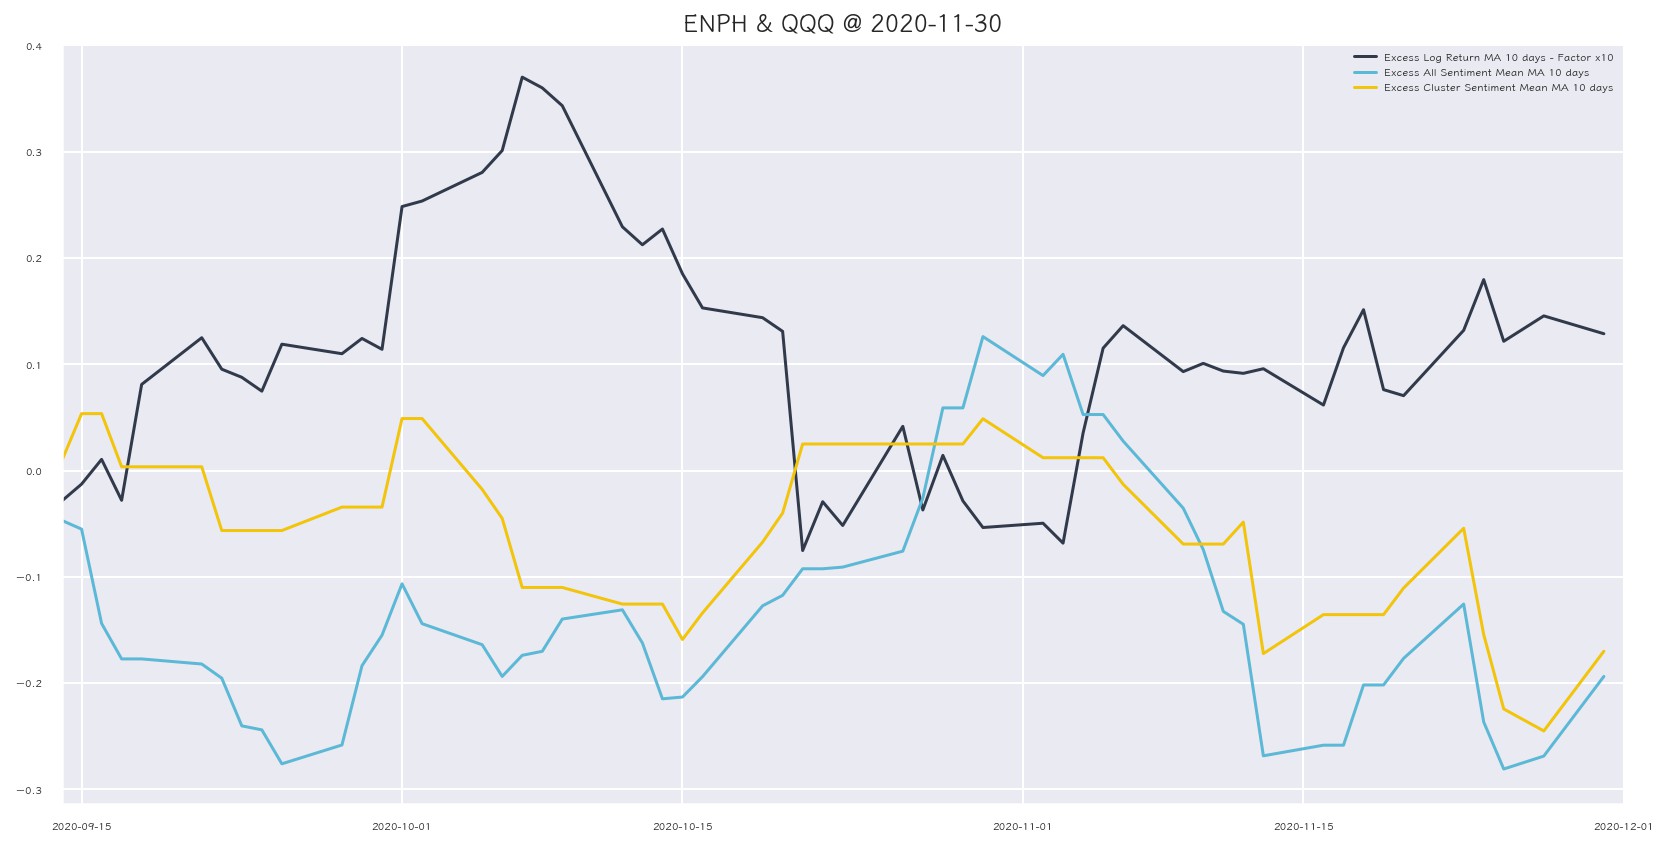 ENPH & QQQ @ 2020-11-30
Excess Log Return MA 10 days - Factor x10
Excess All Sentiment Mean MA 10 days
Excess Cluster Sentiment Mean MA 10 days
0.4
0.3
0.2
0.1
0.0
−0.1
−0.2
−0.3
2020-09-15 2020-10-01 2020-10-15 2020-11-01 2020-11-15 2020-12-01